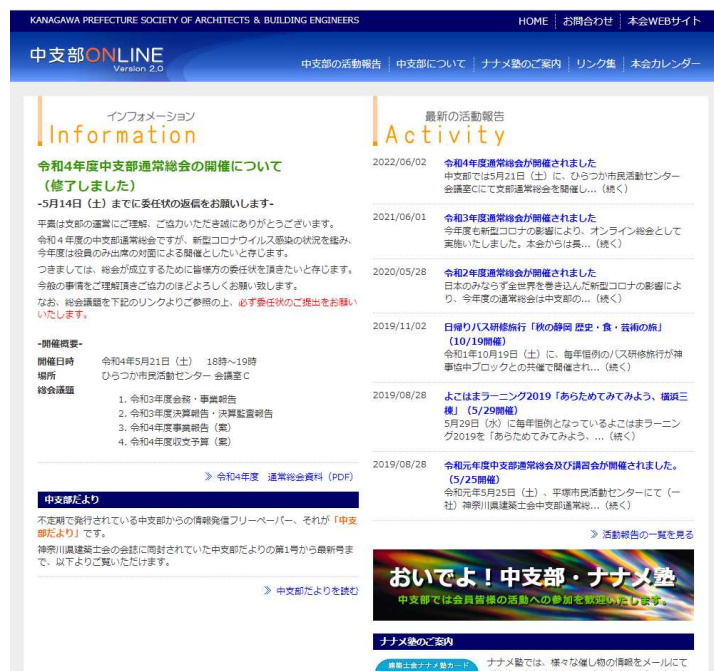 KANAGAWA PREFECTURE SOCIETY OF ARCHITECTS & BUILDING ENGINEERS
HOME
お問合わせ
本会WEBサイト
中支部ONLINE
Version 2.0
中支部の活動報告
中支部について
ナナメ塾のご案内
リンク集
本会カレンダー
インフォメーション
Information
令和4年度中支部通常総会の開催について
（修了しました）
-5月14日（土）までに委任状の返信をお願いします-
平素は支部の運営にご理解、ご協力いただき誠にありがとうございます。
令和４年度の中支部通常総会ですが、新型コロナウイルス感染の状況を鑑み、
今年度は役員のみ出席の対面による開催としたいと存じます。
つきましては、総会が成立するために皆様方の委任状を頂きたいと存じます。
今般の事情をご理解頂きご協力のほどよろしくお願い致します。
なお、総会議題を下記のリンクよりご参照の上、必ず委任状のご提出をお願い
いたします。
-開催概要-
開催日時 令和4年5月21日（土） 18時～19時
場所 ひらつか市民活動センター 会議室Ｃ
総会議題
1. 令和3年度会務・事業報告
2. 令和3年度決算報告・決算監査報告
3. 令和4年度事業報告（案）
4. 令和4年度収支予算（案）
》 令和4年度 通常総会資料（PDF）
中支部だより
不定期で発行されている中支部からの情報発信フリーペーパー、それが「中支
部だより」です。
神奈川県建築士会の会誌に同封されていた中支部だよりの第1号から最新号ま
で、以下よりご覧いただけます。
》 中支部だよりを読む
最新の活動報告
Activity
2022/06/02 令和4年度通常総会が開催されました
中支部では5月21日（土）に、ひらつか市民活動センター
会議室Cにて支部通常総会を開催し...（続く）
2021/06/01 令和3年度通常総会が開催されました
今年度も新型コロナの影響により、オンライン総会として
実施いたしました。本会からは長...（続く）
2020/05/28 令和2年度通常総会が開催されました
日本のみならず全世界を巻き込んだ新型コロナの影響によ
り、今年度の通常総会は中支部の...（続く）
2019/11/02 日帰りバス研修旅行「秋の静岡 歴史・食・芸術の旅」
（10/19開催）
令和1年10月19日（土）に、毎年恒例のバス研修旅行が神
事協中ブロックとの共催で開催され...（続く）
2019/08/28 よこはまラーニング2019「あらためてみてみよう、横浜三
棟」（5/29開催）
5月29日（水）に毎年恒例となっているよこはまラーニン
グ2019を「あらためてみてみよう、...（続く）
2019/08/28 令和元年度中支部通常総会及び講習会が開催されました。
（5/25開催）
令和元年5月25日（土）、平塚市民活動センターにて（一
社）神奈川県建築士会中支部通常総...（続く）
》 活動報告の一覧を見る
おいでよ！中支部・ナナメ塾
中支部では会員皆様の活動への参加を歓迎いたします。
ナナメ塾のご案内
建築士会ナナメ塾カード
ナナメ塾では、様々な催し物の情報をメールにて